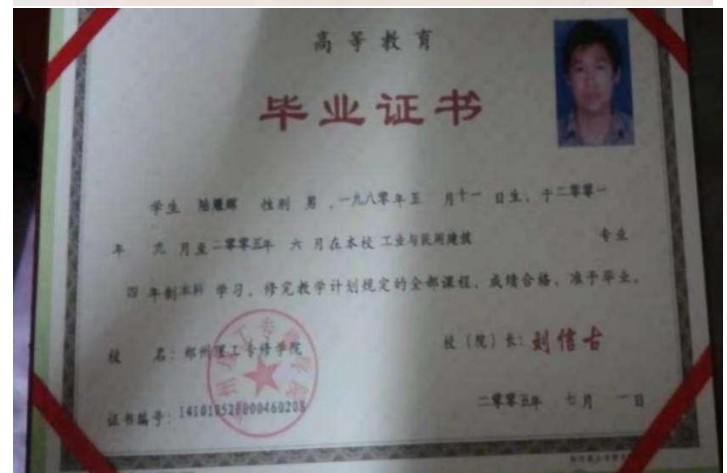 高等教育
毕业证书
学生 陆耀辉 性别 男，一九八零年五 月十一 日生，于二零零一
年 九 月至二零零五年 六 月在本校 工业与民用建筑 专业
四 年制本科 学习，修完教学计划规定的全部课程，成绩合格，准予毕业。
校 名：郑州理工专修学院
校（院）长：刘信古
证书编号：
二零零五年 七月 一日